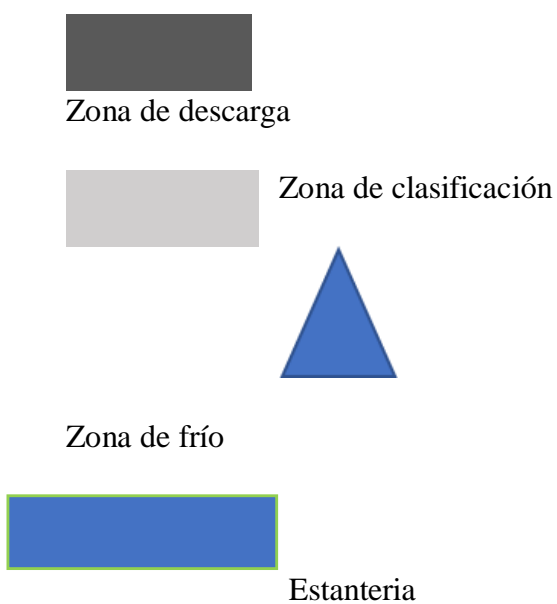 Zona de descarga
Zona de clasificación
Zona de frío
Estanteria